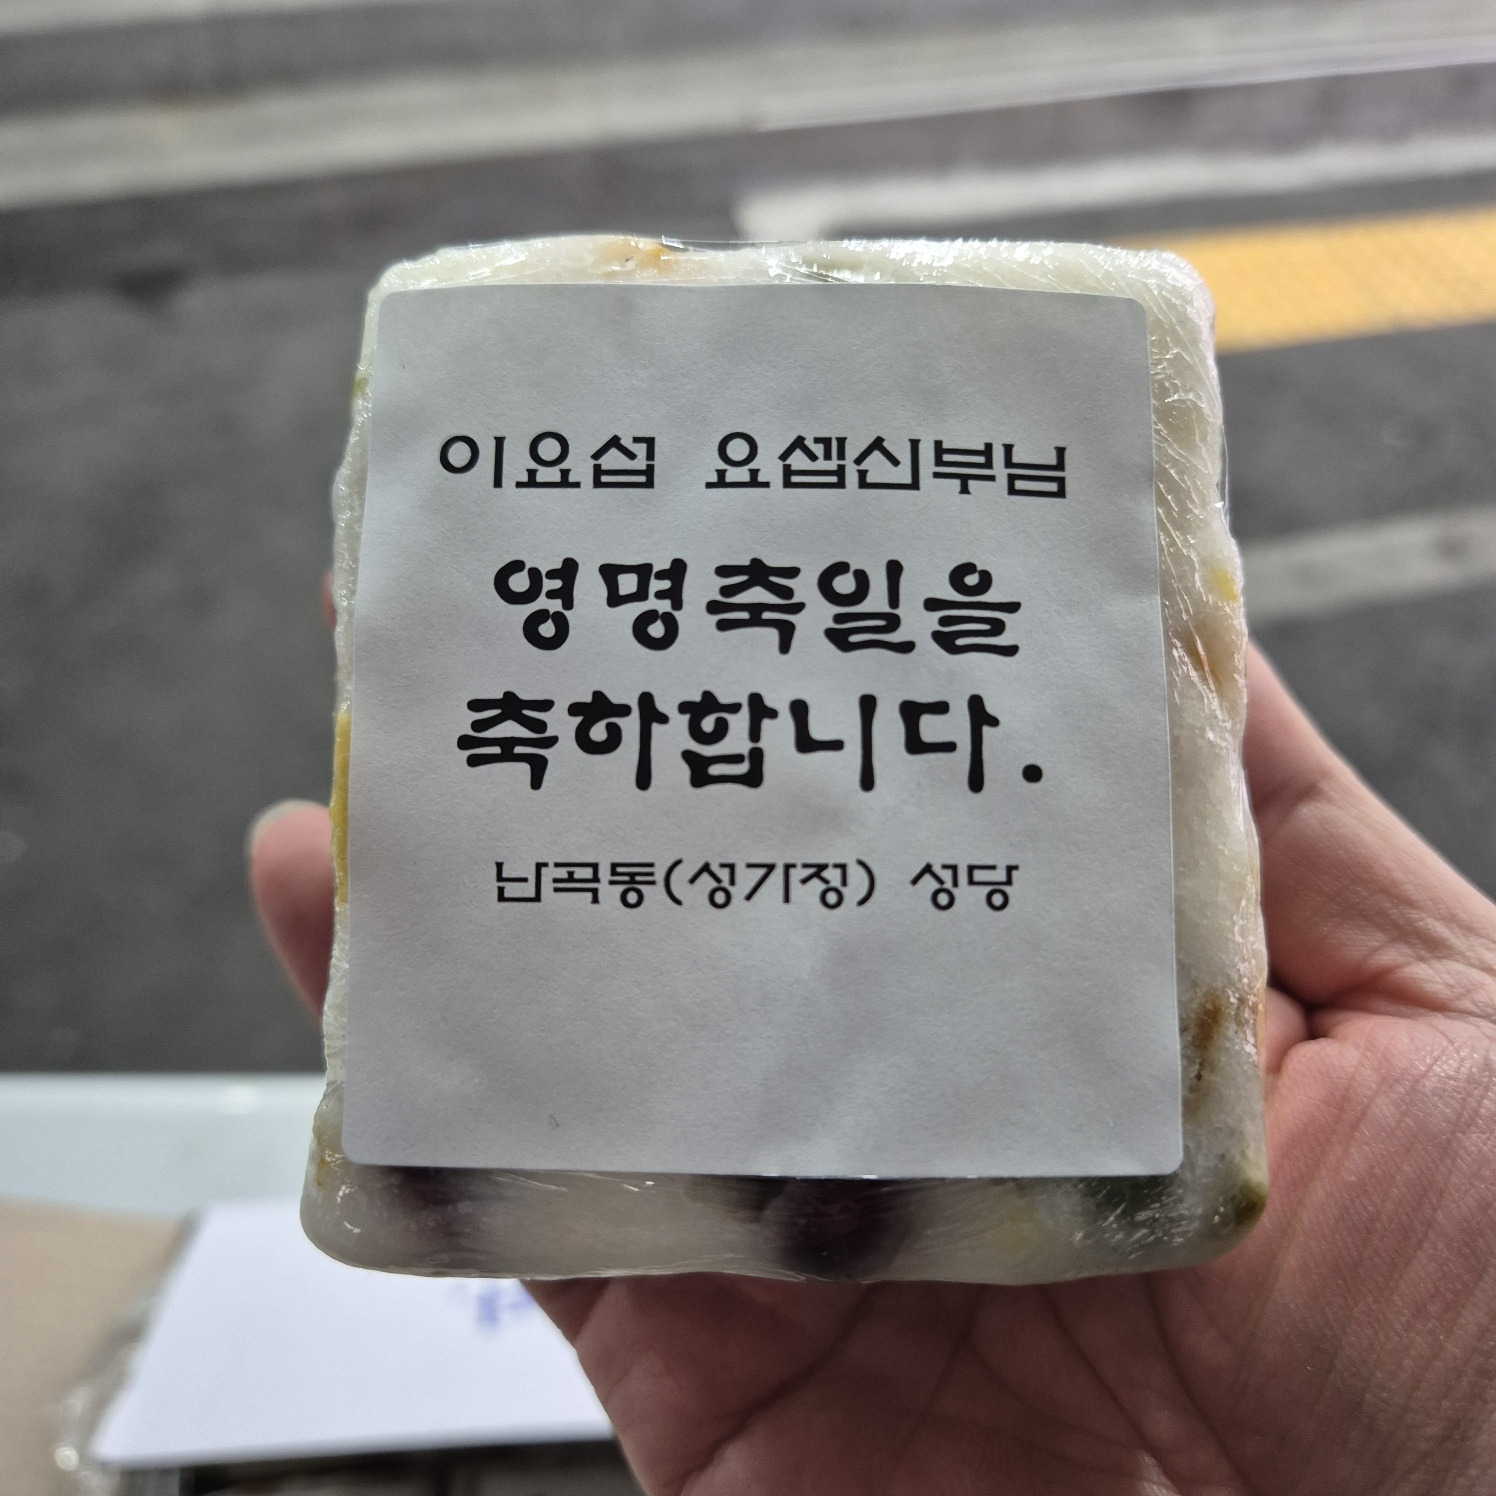 이요섭 요셉신부님
영명축일을
축하합니다.
난곡동(성가정) 성당